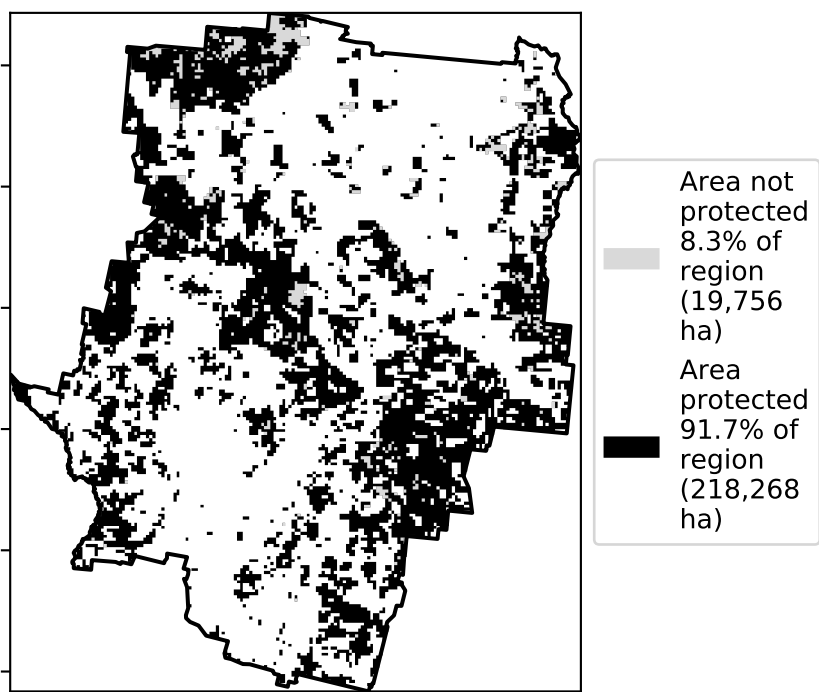 Area not
protected
8.3% of
region
(19,756
ha)
Area
protected
91.7% of
region
(218,268
ha)